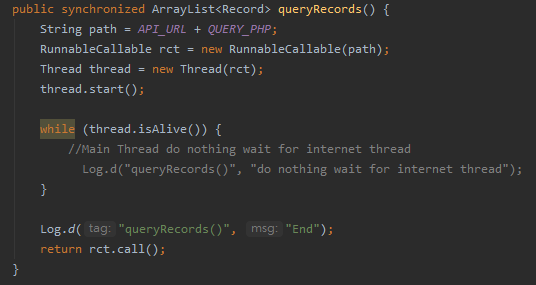 public synchronized ArrayList<Record> queryRecords() {
String path = API_URL + QUERY_PHP;
RunnableCallable rct = new RunnableCallable(path);
Thread thread = new Thread(rct);
thread.start();
while (thread.isAlive()) {
//Main Thread do nothing wait for internet thread
Log.d("queryRecords()", "do nothing wait for internet thread");
}
Log.d( tag: "queryRecords()", msg: "End");
return rct.call();
}